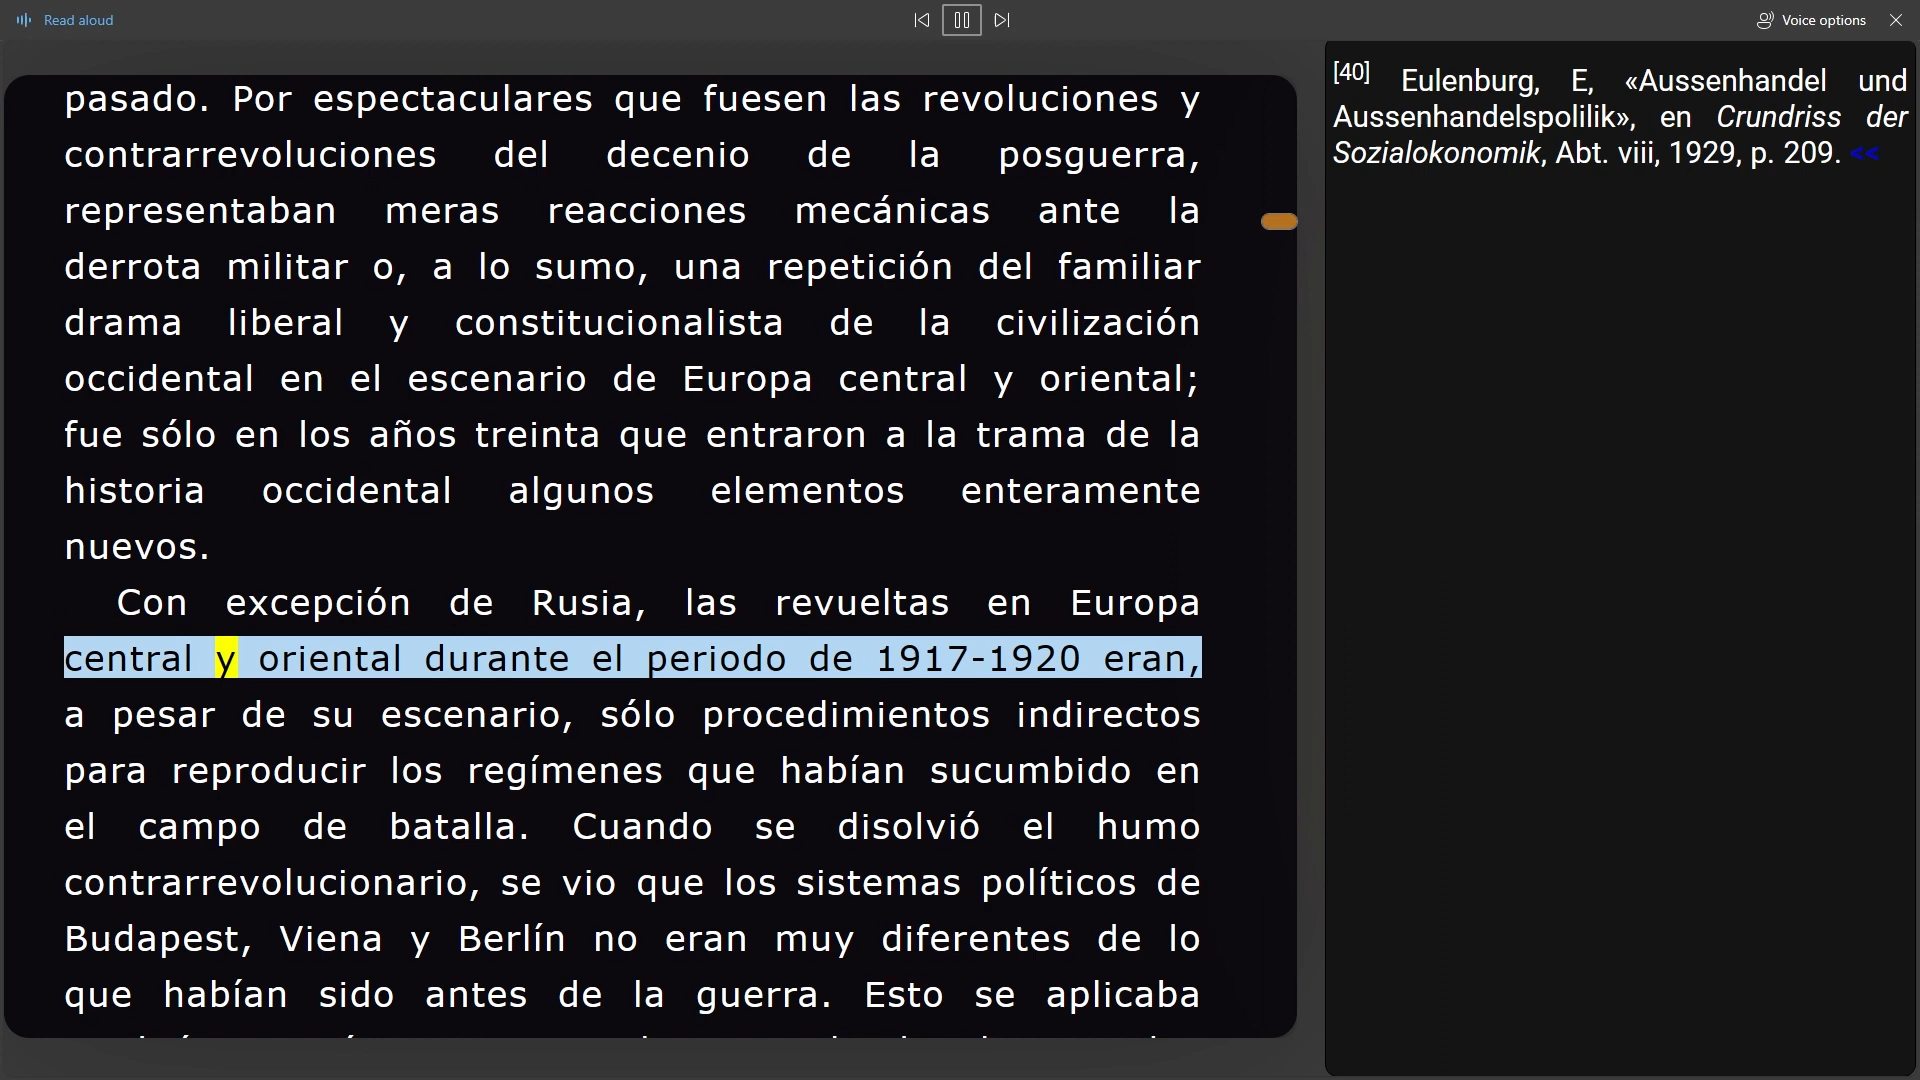 Read aloud
Voice options
pasado. Por espectaculares que fuesen las revoluciones y
contrarrevoluciones del decenio de la posguerra,
representaban meras reacciones mecánicas ante la
derrota militar o, a lo sumo, una repetición del familiar
drama liberal y constitucionalista de la civilización
occidental en el escenario de Europa central y oriental;
fue sólo en los años treinta que entraron a la trama de la
historia occidental algunos elementos enteramente
nuevos.
Con excepción de Rusia, las revueltas en Europa
central y oriental durante el periodo de 1917-1920 eran,
a pesar de su escenario, sólo procedimientos indirectos
para reproducir los regímenes que habían sucumbido en
el campo de batalla. Cuando se disolvió el humo
contrarrevolucionario, se vio que los sistemas políticos de
Budapest, Viena y Berlín no eran muy diferentes de lo
que habían sido antes de la guerra. Esto se aplicaba
[40] Eulenburg, E, «Aussenhandel und
Aussenhandelspolilik», en Crundriss der
Sozialokonomik, Abt. viii, 1929, p. 209. <<